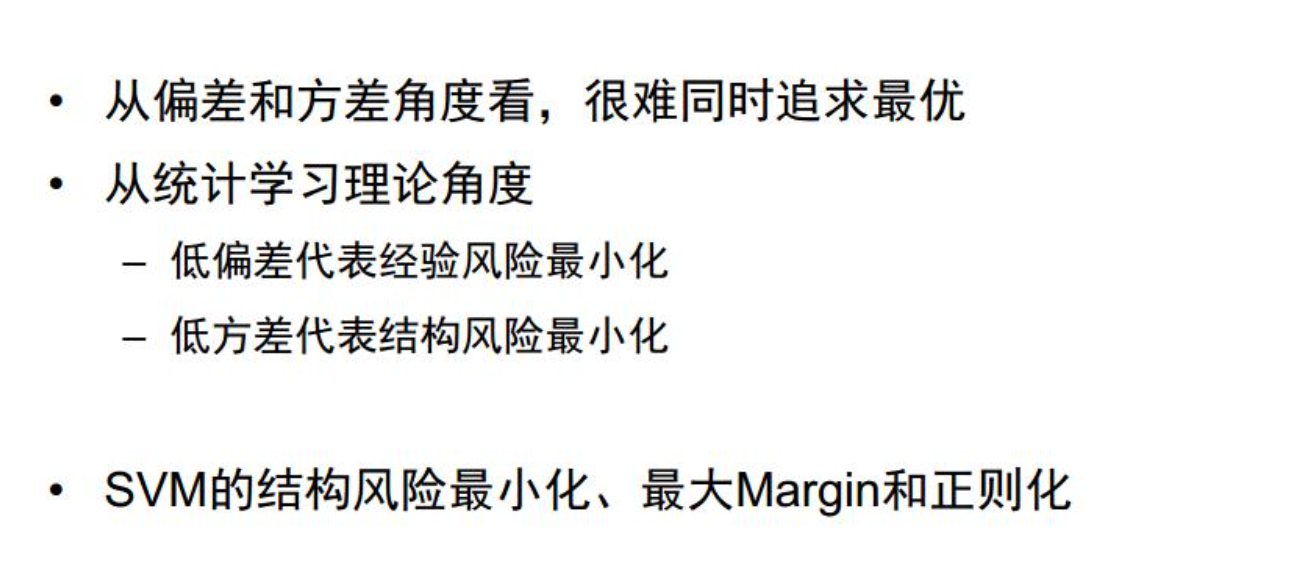 • 从偏差和方差角度看，很难同时追求最优
• 从统计学习理论角度
– 低偏差代表经验风险最小化
– 低方差代表结构风险最小化
• SVM的结构风险最小化、最大Margin和正则化